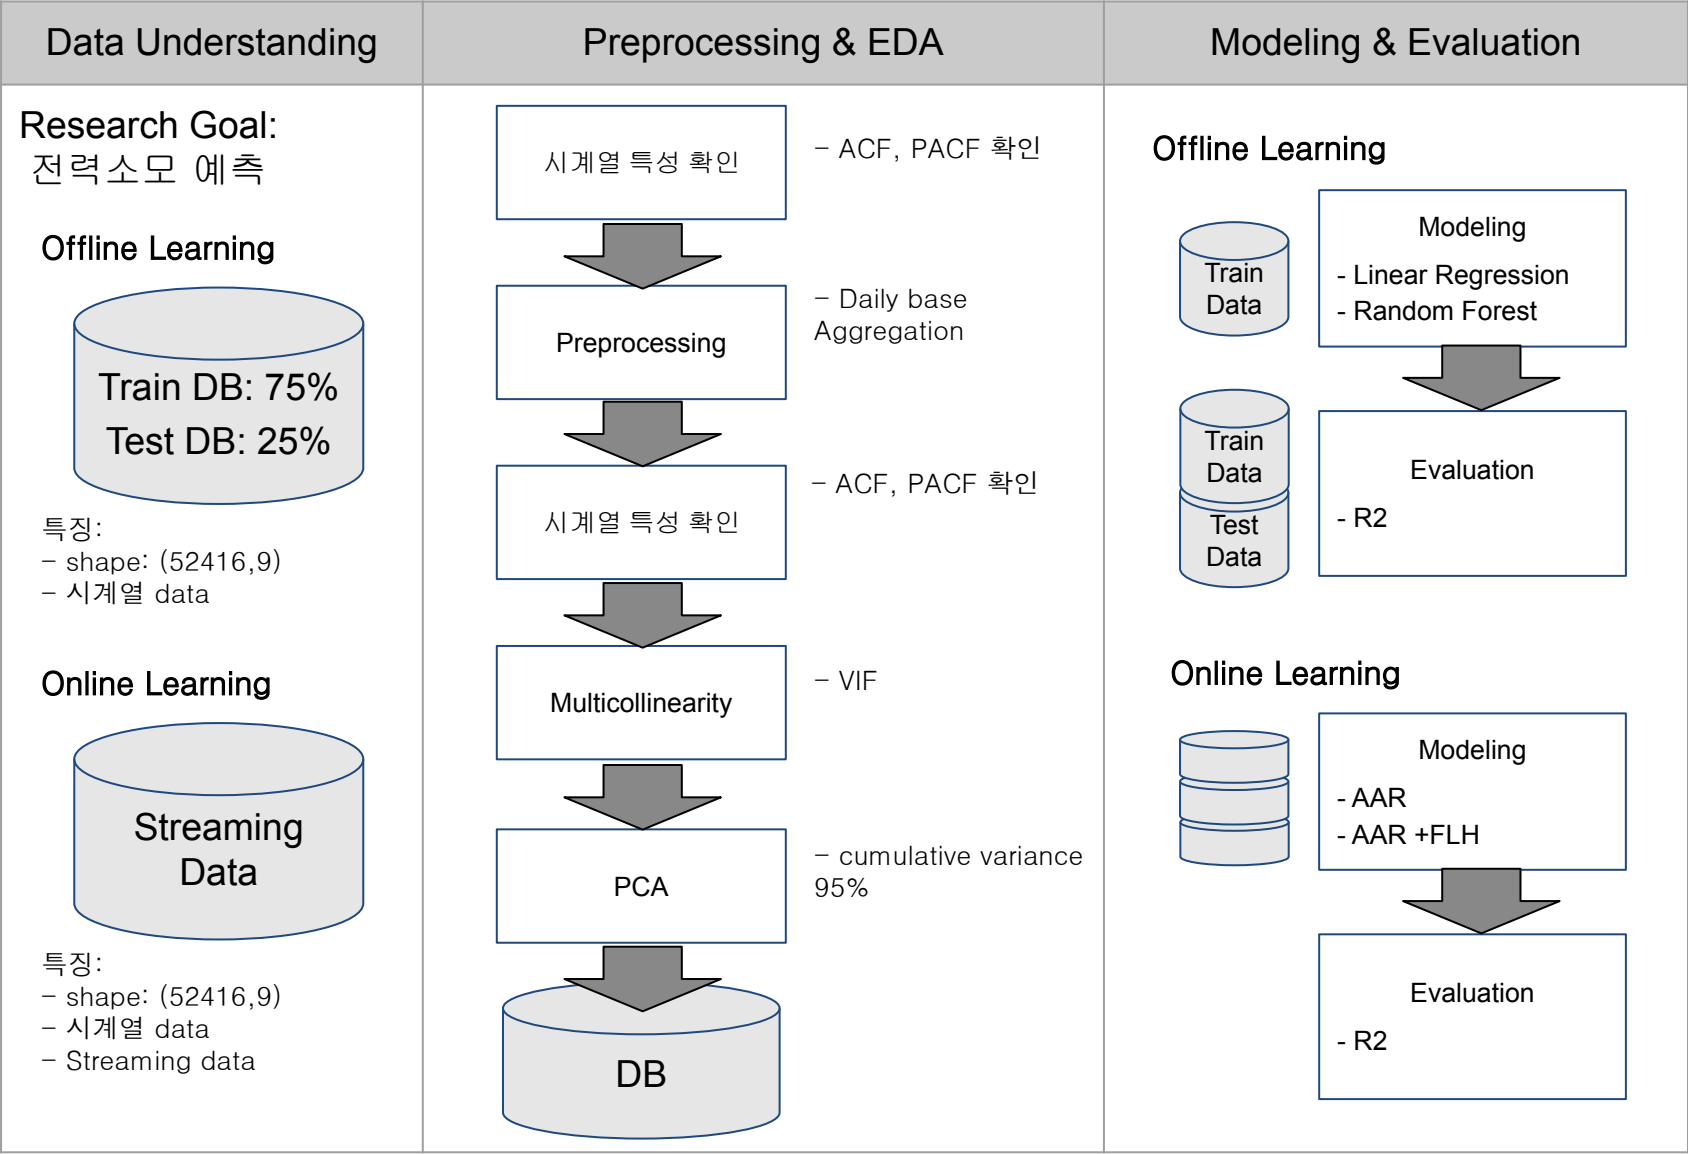 Data Understanding
Preprocessing & EDA
Modeling & Evaluation
Research Goal:
전력소모 예측
Offline Learning
Train DB: 75%
Test DB: 25%
특징:
- shape: (52416,9)
- 시계열 data
Online Learning
Streaming
Data
특징:
- shape: (52416,9)
- 시계열 data
- Streaming data
시계열 특성 확인
- ACF, PACF 확인
Preprocessing
- Daily base
Aggregation
시계열 특성 확인
- ACF, PACF 확인
Multicollinearity
- VIF
PCA
- cumulative variance
95%
DB
Offline Learning
Train
Data
Modeling
- Linear Regression
- Random Forest
Train
Data
Test
Data
Evaluation
- R2
Online Learning
Modeling
- AAR
- AAR +FLH
Evaluation
- R2